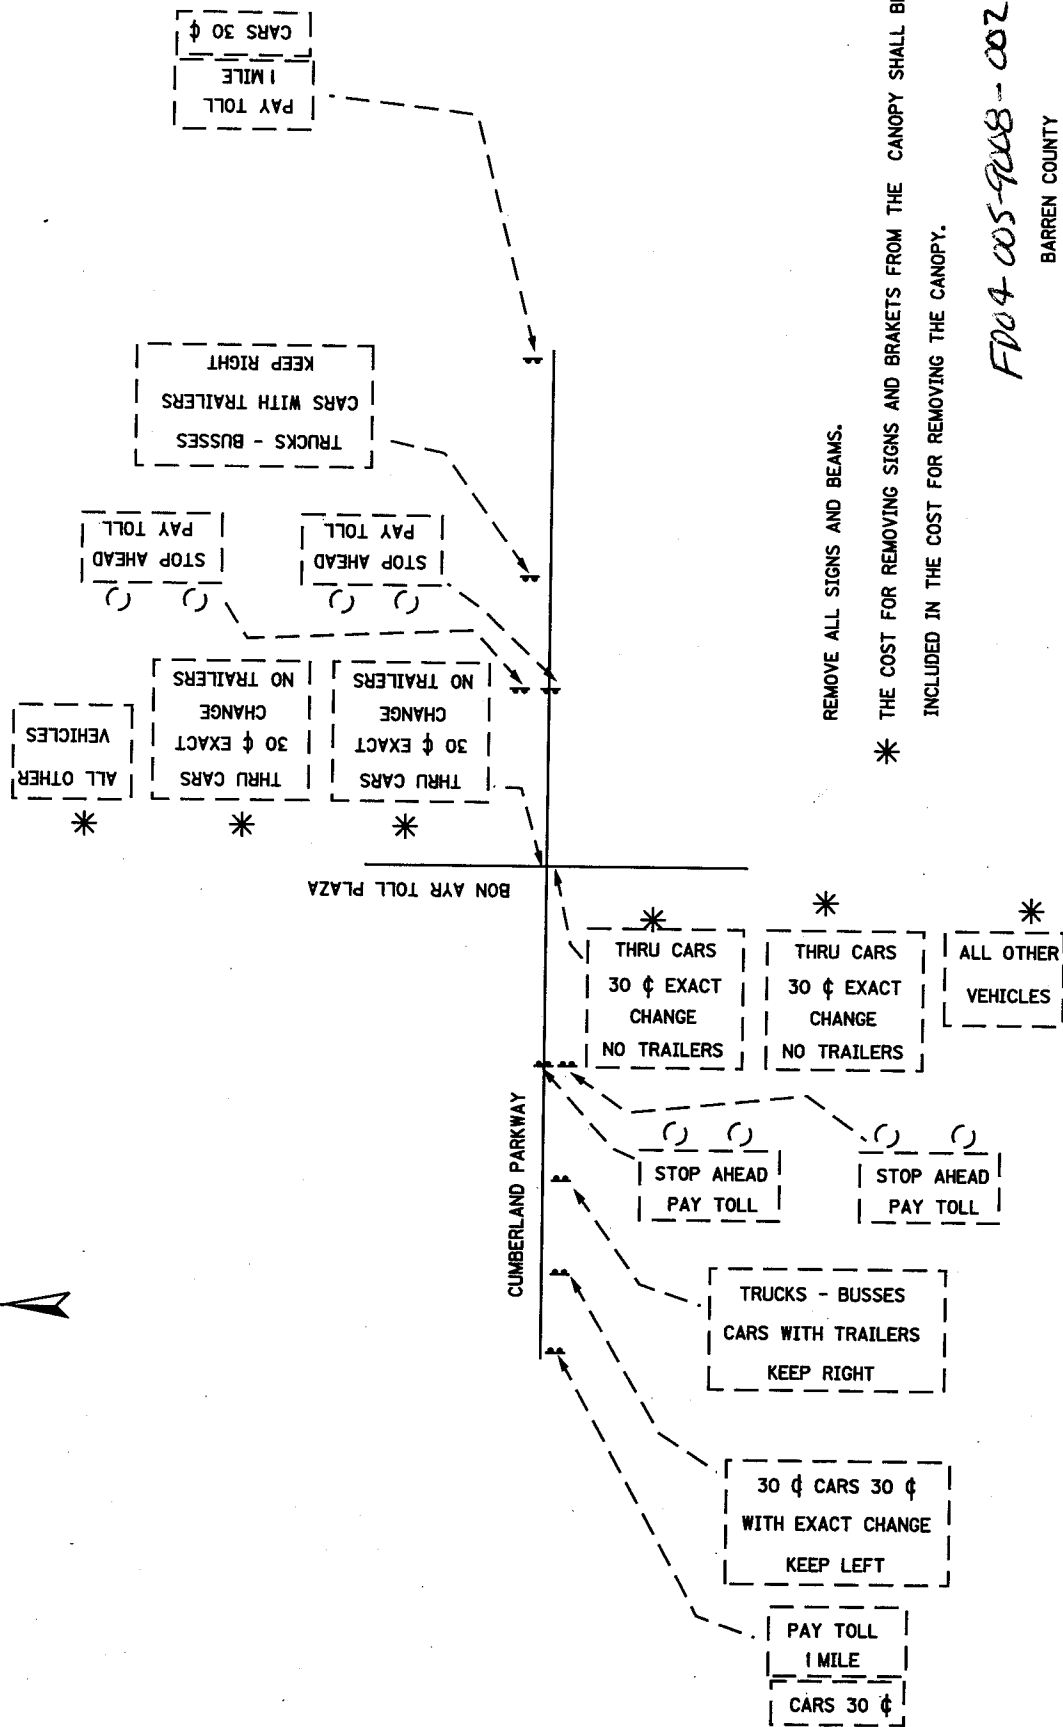 CARS 30 ¢
PAY TOLL
1 MILE
TRUCKS - BUSSES
CARS WITH TRAILERS
KEEP RIGHT
STOP AHEAD
PAY TOLL
STOP AHEAD
PAY TOLL
ALL OTHER
VEHICLES
THRU CARS
30 ¢ EXACT
CHANGE
NO TRAILERS
THRU CARS
30 ¢ EXACT
CHANGE
NO TRAILERS
BON AYR TOLL PLAZA
CUMBERLAND PARKWAY
THRU CARS
30 ¢ EXACT
CHANGE
NO TRAILERS
THRU CARS
30 ¢ EXACT
CHANGE
NO TRAILERS
ALL OTHER
VEHICLES
STOP AHEAD
PAY TOLL
STOP AHEAD
PAY TOLL
TRUCKS - BUSSES
CARS WITH TRAILERS
KEEP RIGHT
30 ¢ CARS 30 ¢
WITH EXACT CHANGE
KEEP LEFT
PAY TOLL
1 MILE
CARS 30 ¢
REMOVE ALL SIGNS AND BEAMS.
* THE COST FOR REMOVING SIGNS AND BRAKETS FROM THE CANOPY SHALL
INCLUDED IN THE COST FOR REMOVING THE CANOPY.
FD04 005-9008-002
BARREN COUNTY